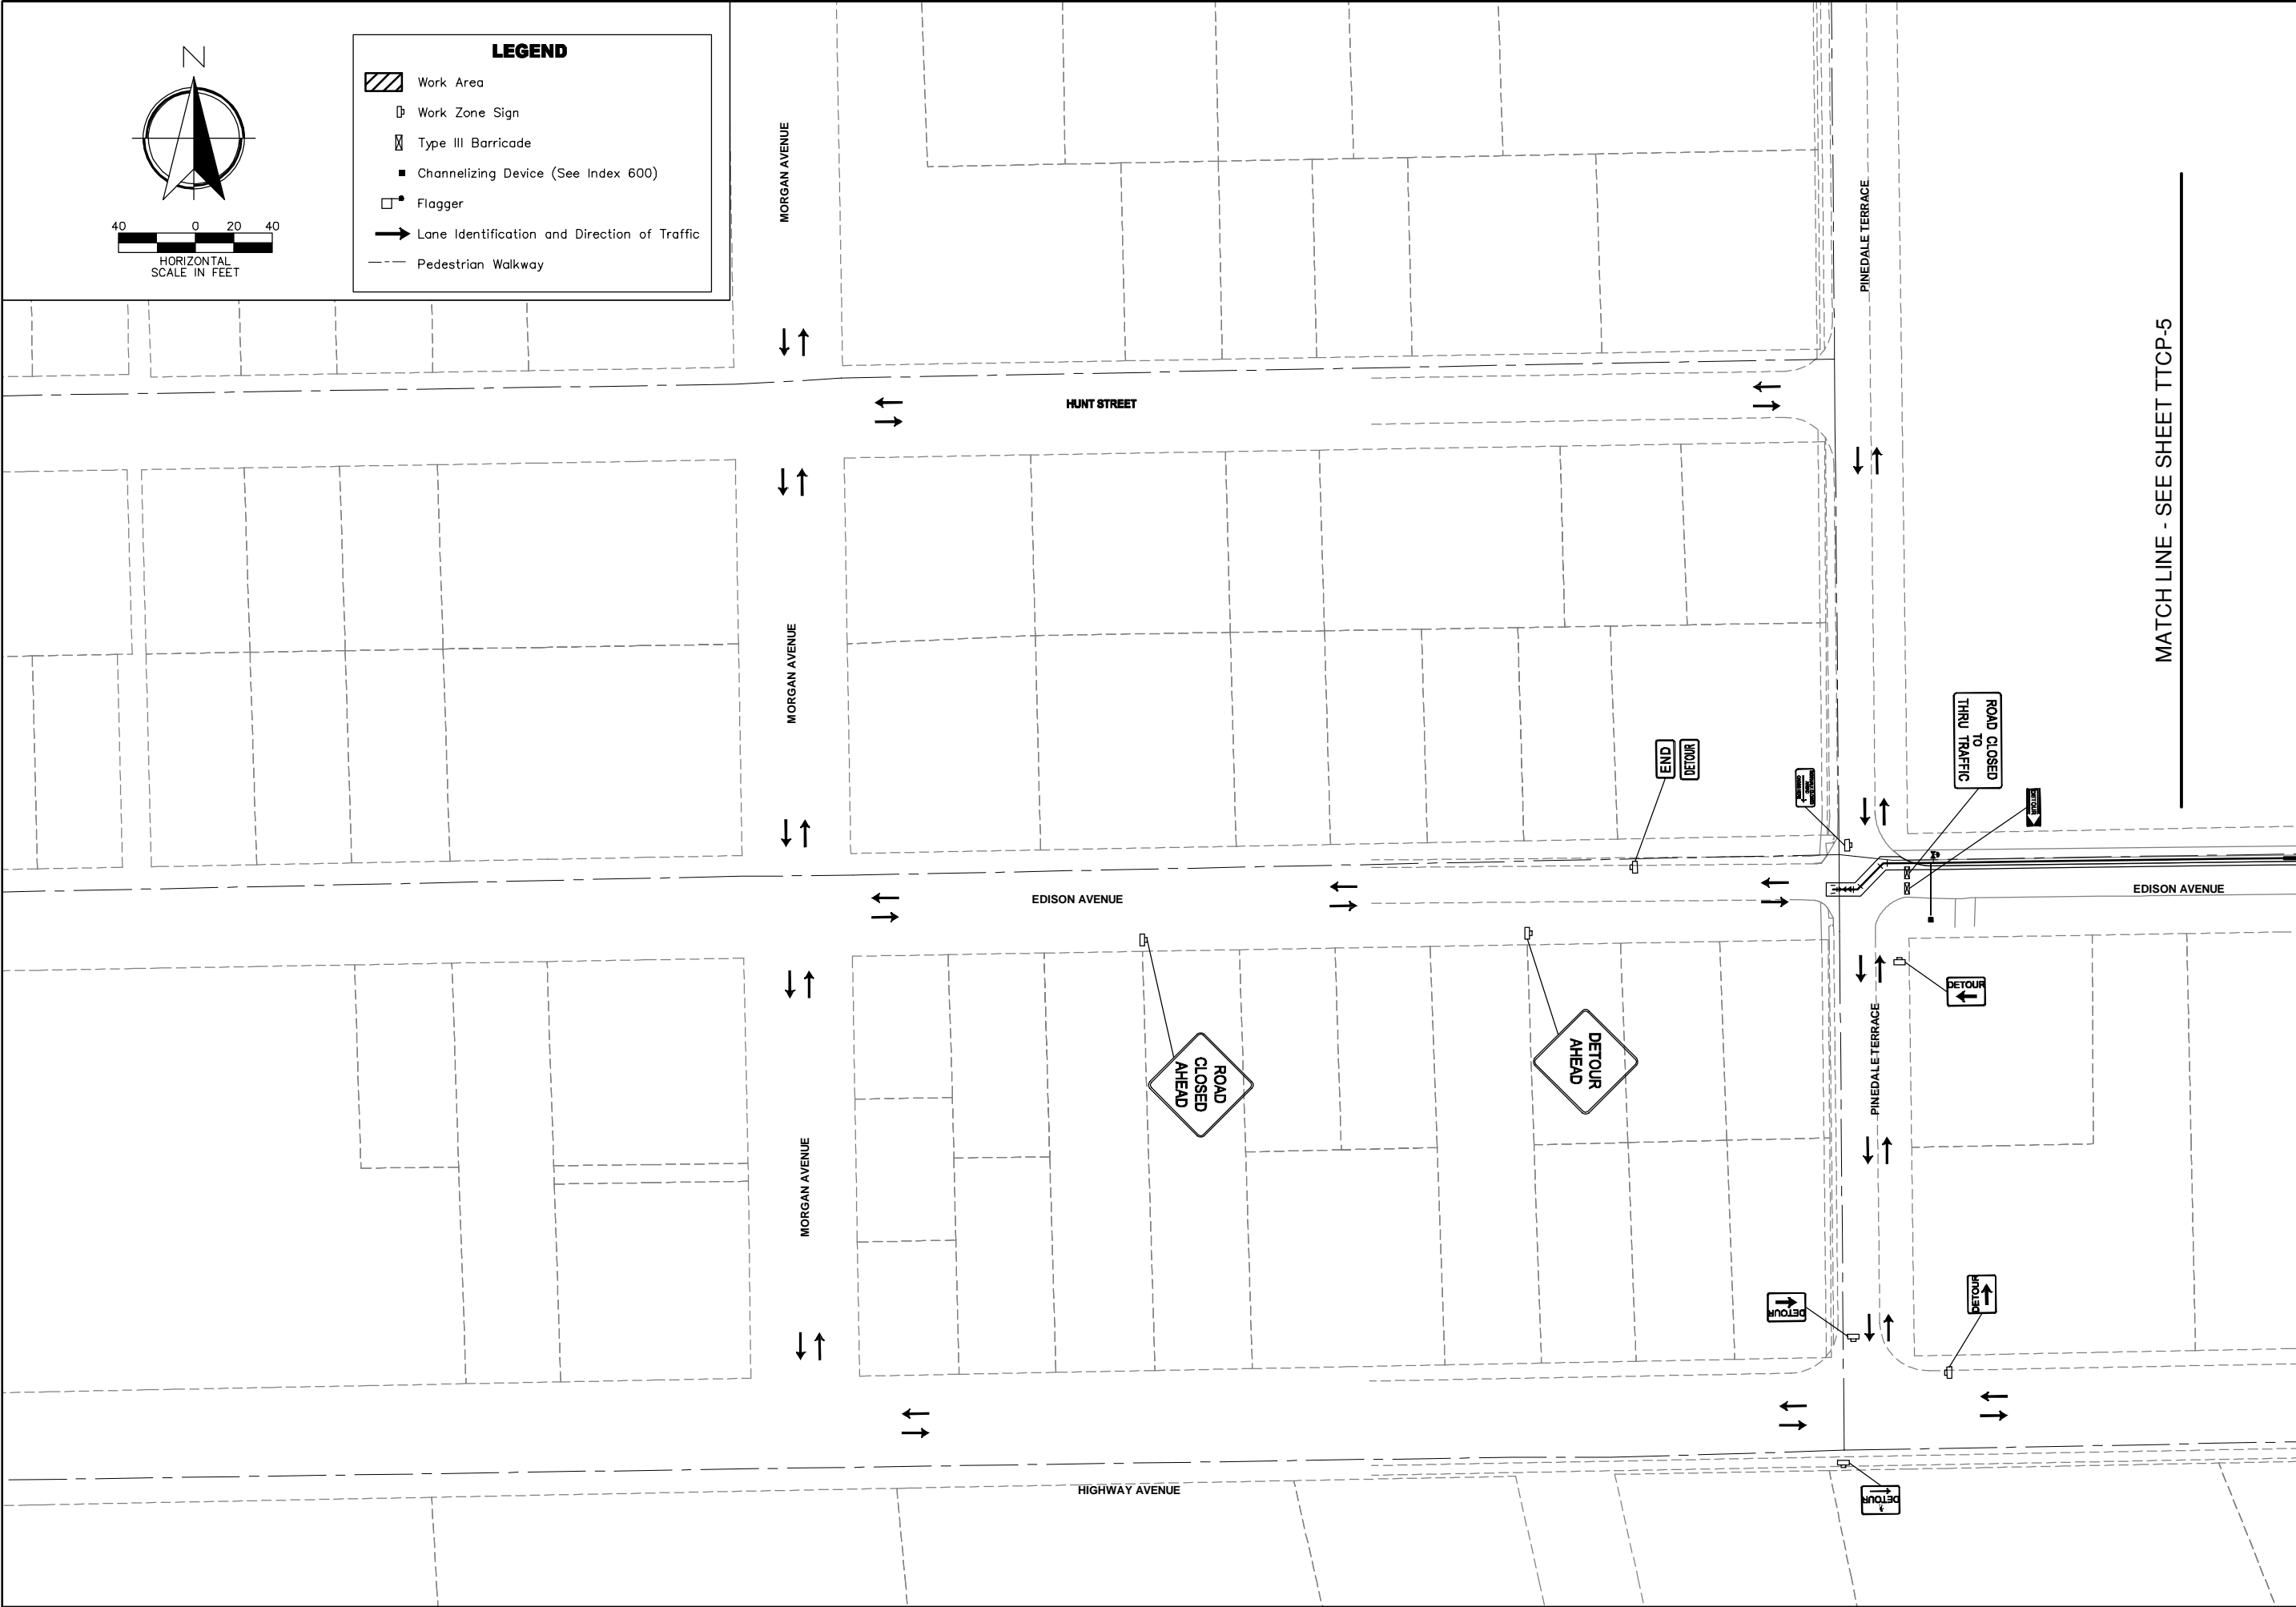 N
40 0 20 40
HORIZONTAL
SCALE IN FEET
LEGEND
Work Area
Work Zone Sign
Type III Barricade
Channelizing Device (See Index 600)
Flagger
Lane Identification and Direction of Traffic
Pedestrian Walkway
MORGAN AVENUE
PINEDALE TERRACE
MATCH LINE - SEE SHEET TTCP-5
HUNT STREET
MORGAN AVENUE
END
DETOUR
ROAD CLOSED
TO
THRU TRAFFIC
DETOUR
EDISON AVENUE
EDISON AVENUE
DETOUR
ROAD
CLOSED
AHEAD
DETOUR
AHEAD
PINEDALE TERRACE
MORGAN AVENUE
DETOUR
DETOUR
HIGHWAY AVENUE
DETOUR